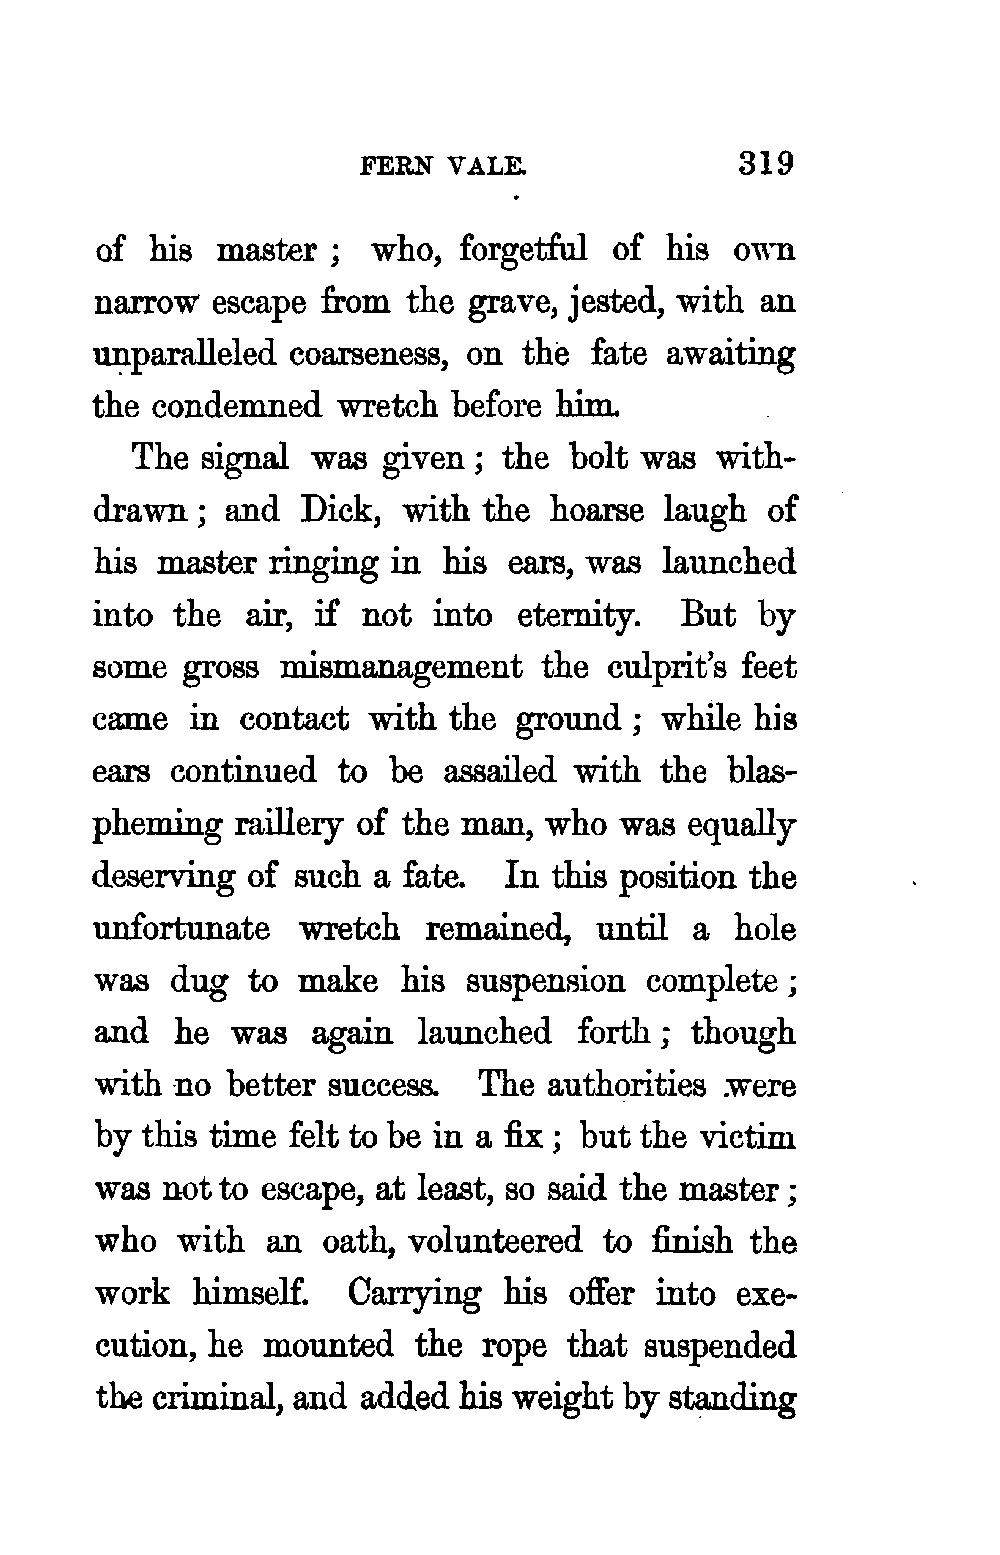 FERN VALE. 319
of his master ; who, forgetful of his own
narrow escape from the grave, jested, with an
unparalleled coarseness, on the fate awaiting
the condemned wretch before him.
The signal was given ; the bolt was with-
drawn ; and Dick, with the hoarse laugh of
his master ringing in his ears, was launched
into the air, if not into eternity. But by
some gross mismanagement the culprit's feet
came in contact with the ground ; while his
ears continued to be assailed with the blas-
pheming raillery of the man, who was equally
deserving of such a fate. In this position the
unfortunate wretch remained, until a hole
was dug to make his suspension complete ;
and he was again launched forth ; though
with no better success. The authorities were
by this time felt to be in a fix ; but the victim
was not to escape, at least, so said the master ;
who with an oath, volunteered to finish the
work himself. Carrying his offer into exe-
cution, he mounted the rope that suspended
the criminal, and added his weight by standing